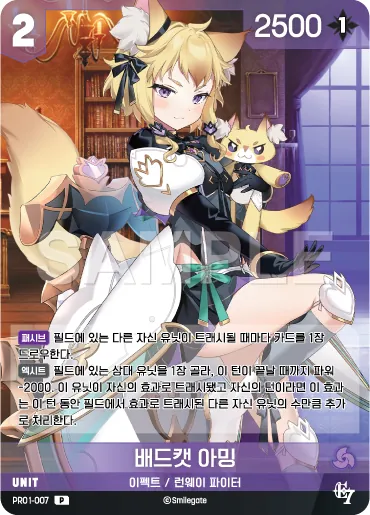 2
2500 1
SAMPLE
패시브 필드에 있는 다른 자신 유닛이 트래시될 때마다 카드를 1장
드로우한다.
엑시트 필드에 있는 상대 유닛을 1장 골라, 이 턴이 끝날 때까지 파워
-2000. 이 유닛이 자신의 효과로 트래시됐고 자신의 턴이라면 이 효과
는 이 턴 동안 필드에서 효과로 트래시된 다른 자신 유닛의 수만큼 추가
로 처리한다.
배드캣 아밍
UNIT 이펙트 / 런웨이 파이터
PR01-007 P ©Smilegate E7